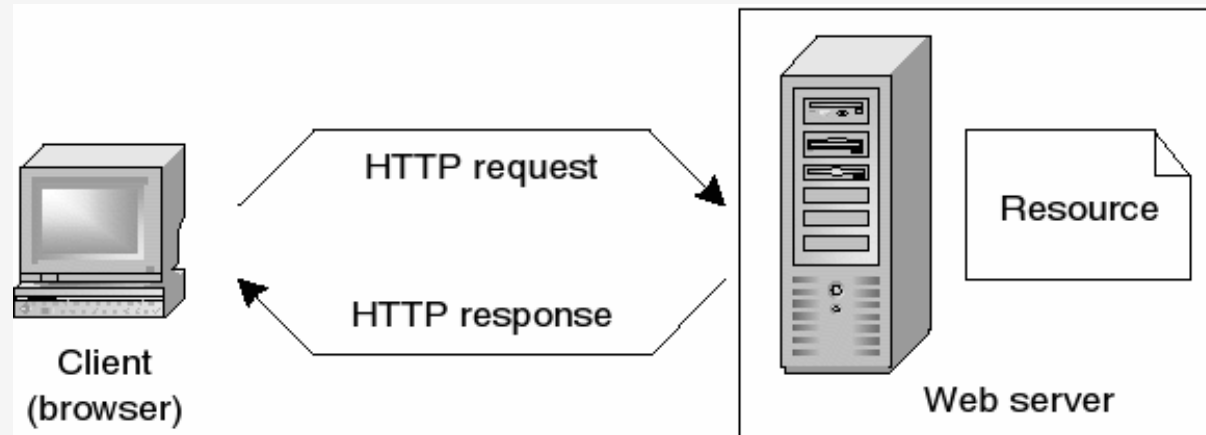 HTTP request
Resource
HTTP response
Client
(browser)
Web server